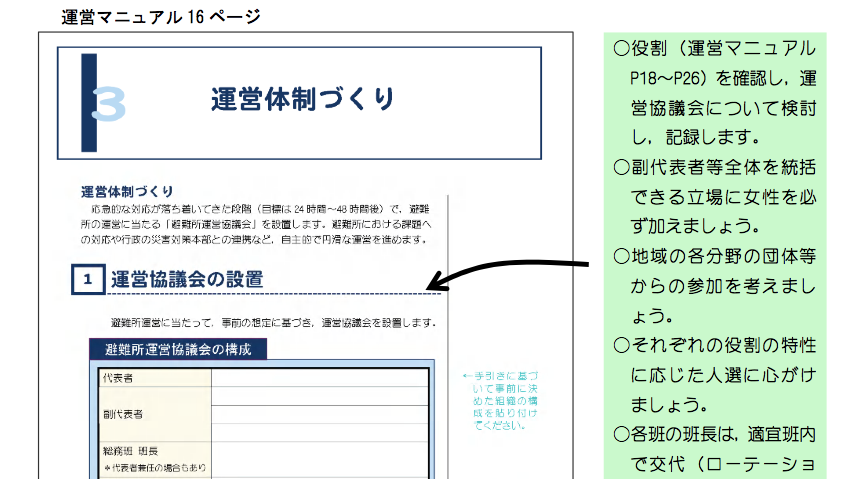 運営マニュアル 16 ページ
3
運営体制づくり
運営体制づくり
応急的な対応が落ち着いてきた段階（目標は 24 時間～48 時間後）で、避難
所の運営に当たる「避難所運営協議会」を設置します。避難所における課題へ
の対応や行政の災害対策本部との連携など、自主的で円滑な運営を進めます。
1 運営協議会の設置
避難所運営に当たって、事前の想定に基づき、運営協議会を設置します。
避難所運営協議会の構成
代表者
副代表者
総務班 班長
＊代表者兼任の場合もあり
←手引きに基づ
いて事前に決
めた組織の構
成を貼り付け
てください。
○役割（運営マニュアル
P18～P26）を確認し，運
営協議会について検討
し，記録します。
○副代表者等全体を統括
できる立場に女性を必
ず加えましょう。
○地域の各分野の団体等
からの参加を考えまし
ょう。
○それぞれの役割の特性
に応じた人選に心がけ
ましょう。
○各班の班長は，適宜班内
で交代（ローテーショ